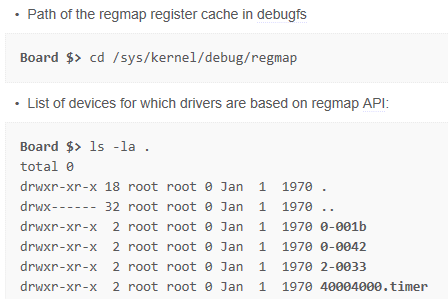 • Path of the regmap register cache in debugfs
Board $> cd /sys/kernel/debug/regmap
• List of devices for which drivers are based on regmap API:
Board $> ls -la .
total 0
drwxr-xr-x 18 root root 0 Jan  1  1970 .
drwx------ 32 root root 0 Jan  1  1970 ..
drwxr-xr-x  2 root root 0 Jan  1  1970 0-001b
drwxr-xr-x  2 root root 0 Jan  1  1970 0-0042
drwxr-xr-x  2 root root 0 Jan  1  1970 2-0033
drwxr-xr-x  2 root root 0 Jan  1  1970 40004000.timer